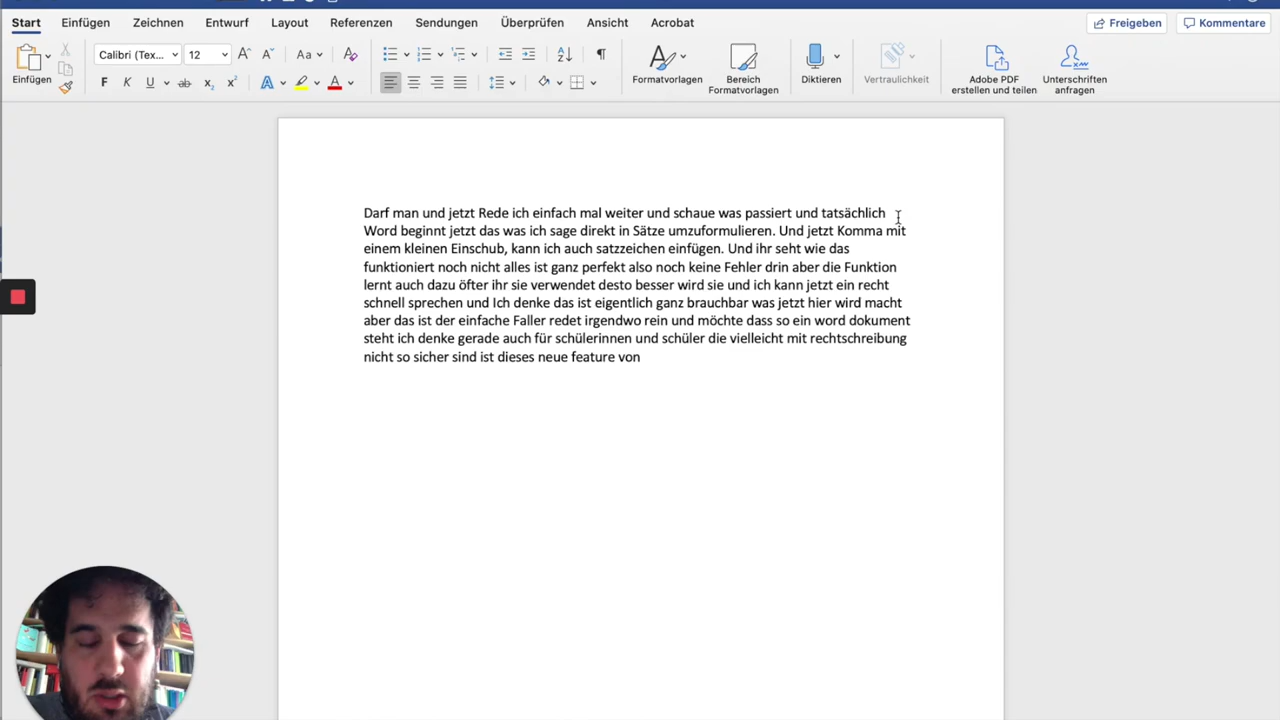 Start Einfügen Zeichnen Entwurf Layout Referenzen Sendungen Überprüfen Ansicht Acrobat Freigeben Kommentare
Calibri (Tex... 12 Aa
Einfügen Formatvorlagen Bereich Formatvorlagen Diktieren Vertraulichkeit Adobe PDF erstellen und teilen Unterschriften anfragen
F K U ab x₂ x² A A
Darf man und jetzt Rede ich einfach mal weiter und schaue was passiert und tatsächlich
Word beginnt jetzt das was ich sage direkt in Sätze umzuformulieren. Und jetzt Komma mit
einem kleinen Einschub, kann ich auch satzzeichen einfügen. Und ihr seht wie das
funktioniert noch nicht alles ist ganz perfekt also noch keine Fehler drin aber die Funktion
lernt auch dazu öfter ihr sie verwendet desto besser wird sie und ich kann jetzt ein recht
schnell sprechen und Ich denke das ist eigentlich ganz brauchbar was jetzt hier wird macht
aber das ist der einfache Faller redet irgendwo rein und möchte dass so ein word dokument
steht ich denke gerade auch für schülerinnen und schüler die vielleicht mit rechtschreibung
nicht so sicher sind ist dieses neue feature von